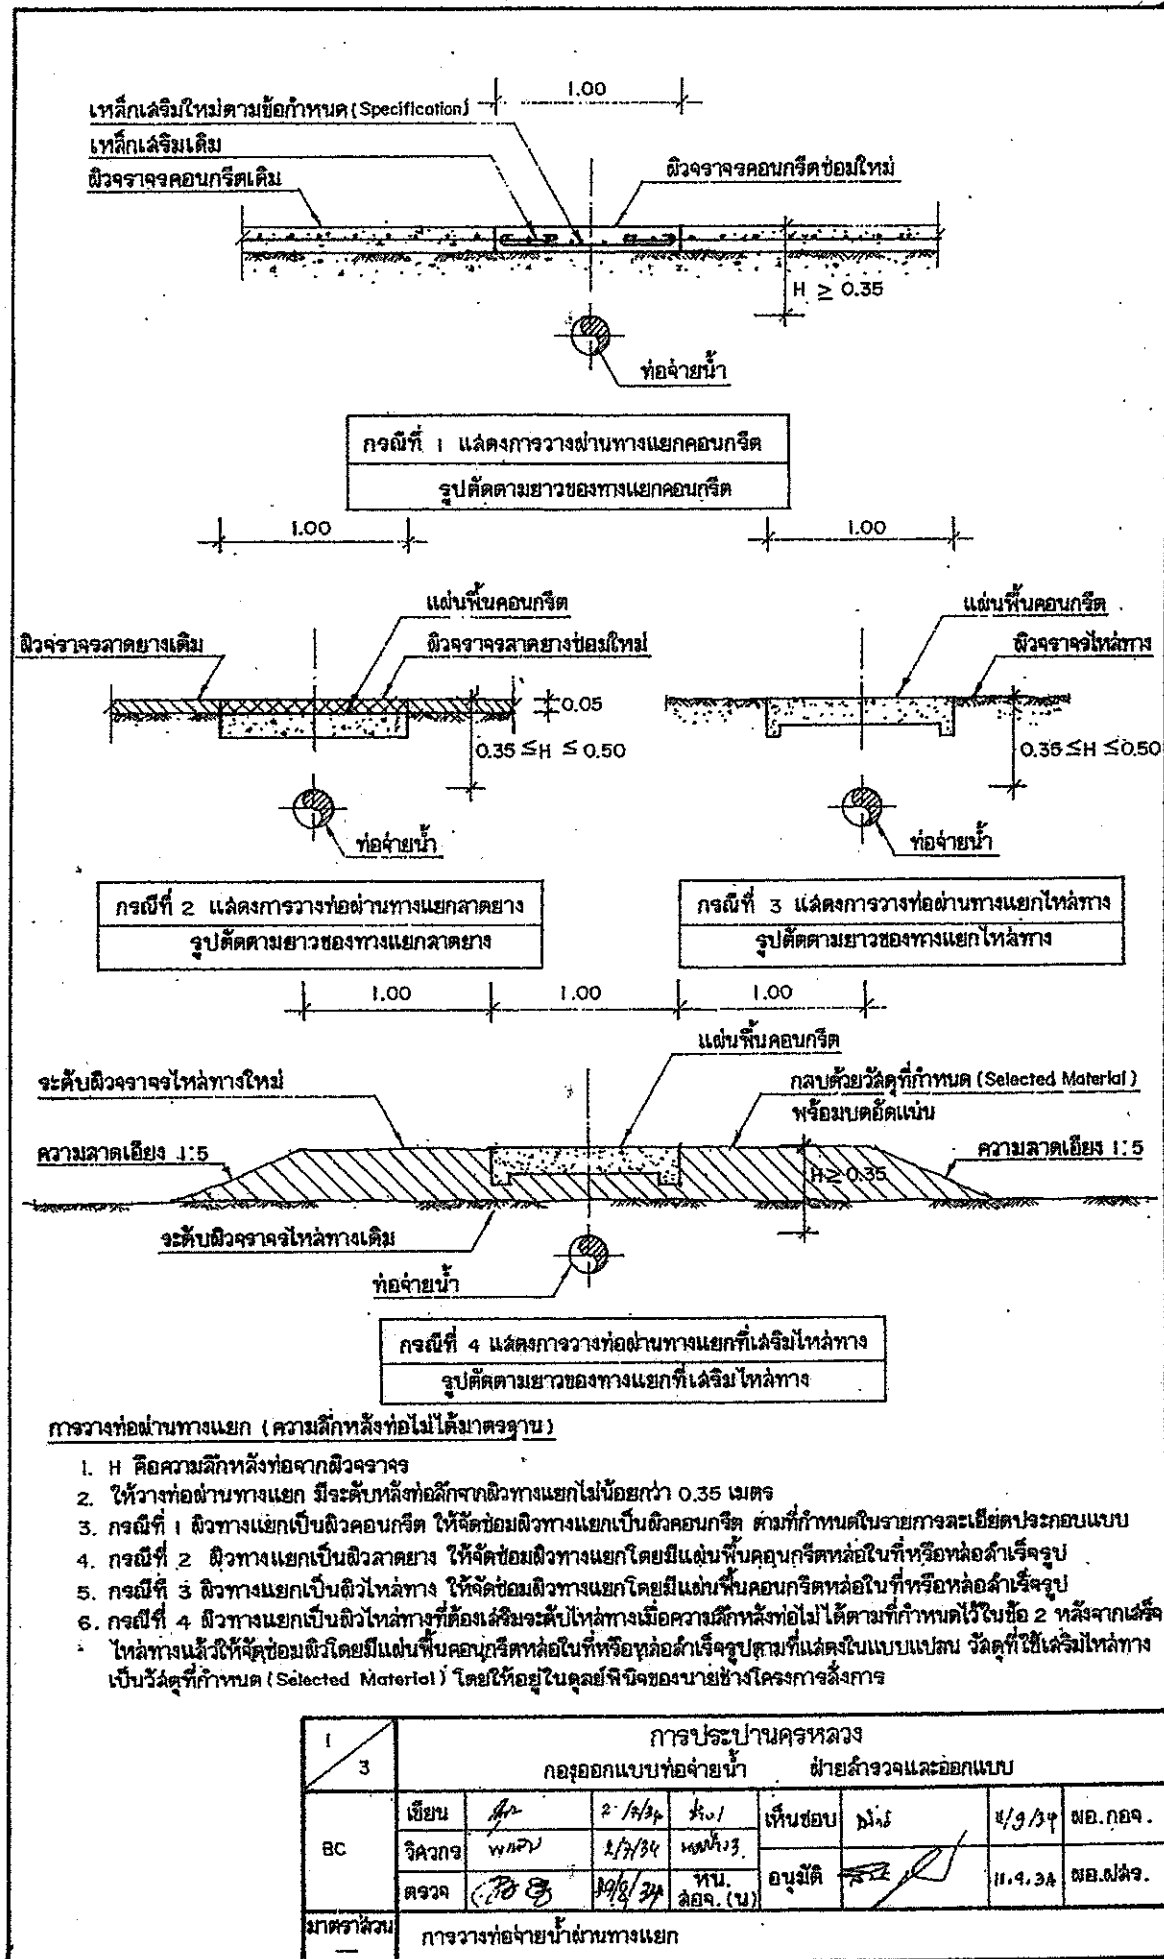 1.00
เหล็กเสริมใหม่ตามข้อกำหนด (Specification)
เหล็กเสริมเดิม
ผิวจราจรคอนกรีตเดิม
ผิวจราจรคอนกรีตซ่อมใหม่
H ≥ 0.35
ท่อจ่ายน้ำ
กรณีที่ 1 แสดงการวางผ่านทางแยกคอนกรีต
รูปตัดตามยาวของทางแยกคอนกรีต
1.00
1.00
แผ่นพื้นคอนกรีต
แผ่นพื้นคอนกรีต
ผิวจราจรลาดยางเดิม
ผิวจราจรลาดยางซ่อมใหม่
ผิวจราจรไหล่ทาง
0.05
0.35 ≤ H ≤ 0.50
0.35 ≤ H ≤ 0.50
ท่อจ่ายน้ำ
ท่อจ่ายน้ำ
กรณีที่ 2 แสดงการวางท่อผ่านทางแยกลาดยาง
รูปตัดตามยาวของทางแยกลาดยาง
กรณีที่ 3 แสดงการวางท่อผ่านทางแยกไหล่ทาง
รูปตัดตามยาวของทางแยกไหล่ทาง
1.00
1.00
1.00
แผ่นพื้นคอนกรีต
ระดับผิวจราจรไหล่ทางใหม่
กลบด้วยวัสดุที่กำหนด (Selected Material)
พร้อมบดอัดแน่น
ความลาดเอียง 1:5
ความลาดเอียง 1:5
H ≥ 0.35
ระดับผิวจราจรไหล่ทางเดิม
ท่อจ่ายน้ำ
กรณีที่ 4 แสดงการวางท่อผ่านทางแยกที่เสริมไหล่ทาง
รูปตัดตามยาวของทางแยกที่เสริมไหล่ทาง
การวางท่อผ่านทางแยก (ความลึกหลังท่อไม่ได้มาตรฐาน)
1. H คือความลึกหลังท่อจากผิวจราจร
2. ให้วางท่อผ่านทางแยก มีระดับหลังท่อลึกจากผิวทางแยกไม่น้อยกว่า 0.35 เมตร
3. กรณีที่ 1 ผิวทางแยกเป็นผิวคอนกรีต ให้จัดซ่อมผิวทางแยกเป็นผิวคอนกรีต ตามที่กำหนดในรายการละเอียดประกอบแบบ
4. กรณีที่ 2 ผิวทางแยกเป็นผิวลาดยาง ให้จัดซ่อมผิวทางแยกโดยมีแผ่นพื้นคอนกรีตหล่อในที่หรือหล่อสำเร็จรูป
5. กรณีที่ 3 ผิวทางแยกเป็นผิวไหล่ทาง ให้จัดซ่อมผิวทางแยกโดยมีแผ่นพื้นคอนกรีตหล่อในที่หรือหล่อสำเร็จรูป
6. กรณีที่ 4 ผิวทางแยกเป็นผิวไหล่ทางที่ต้องเสริมระดับไหล่ทางเมื่อความลึกหลังท่อไม่ได้ตามที่กำหนดไว้ในข้อ 2 หลังจากเสร็จ
ไหล่ทางแล้วให้จัดซ่อมผิวโดยมีแผ่นพื้นคอนกรีตหล่อในที่หรือหล่อสำเร็จรูปตามที่แสดงในแบบแปลน วัสดุที่ใช้เสริมไหล่ทาง
เป็นวัสดุที่กำหนด (Selected Material) โดยให้อยู่ในดุลย์พินิจของนายช่างโครงการสั่งการ
1/3
การประปานครหลวง
กองออกแบบท่อจ่ายน้ำ ฝ่ายสำรวจและออกแบบ
BC
เขียน 2/7/34
วิศวกร 2/7/34
ตรวจ หน. สอจ.(น)
เห็นชอบ ผอ.กอจ.
อนุมัติ 11.9.34 ผอ.ฝสร.
มาตราส่วน
การวางท่อจ่ายน้ำผ่านทางแยก